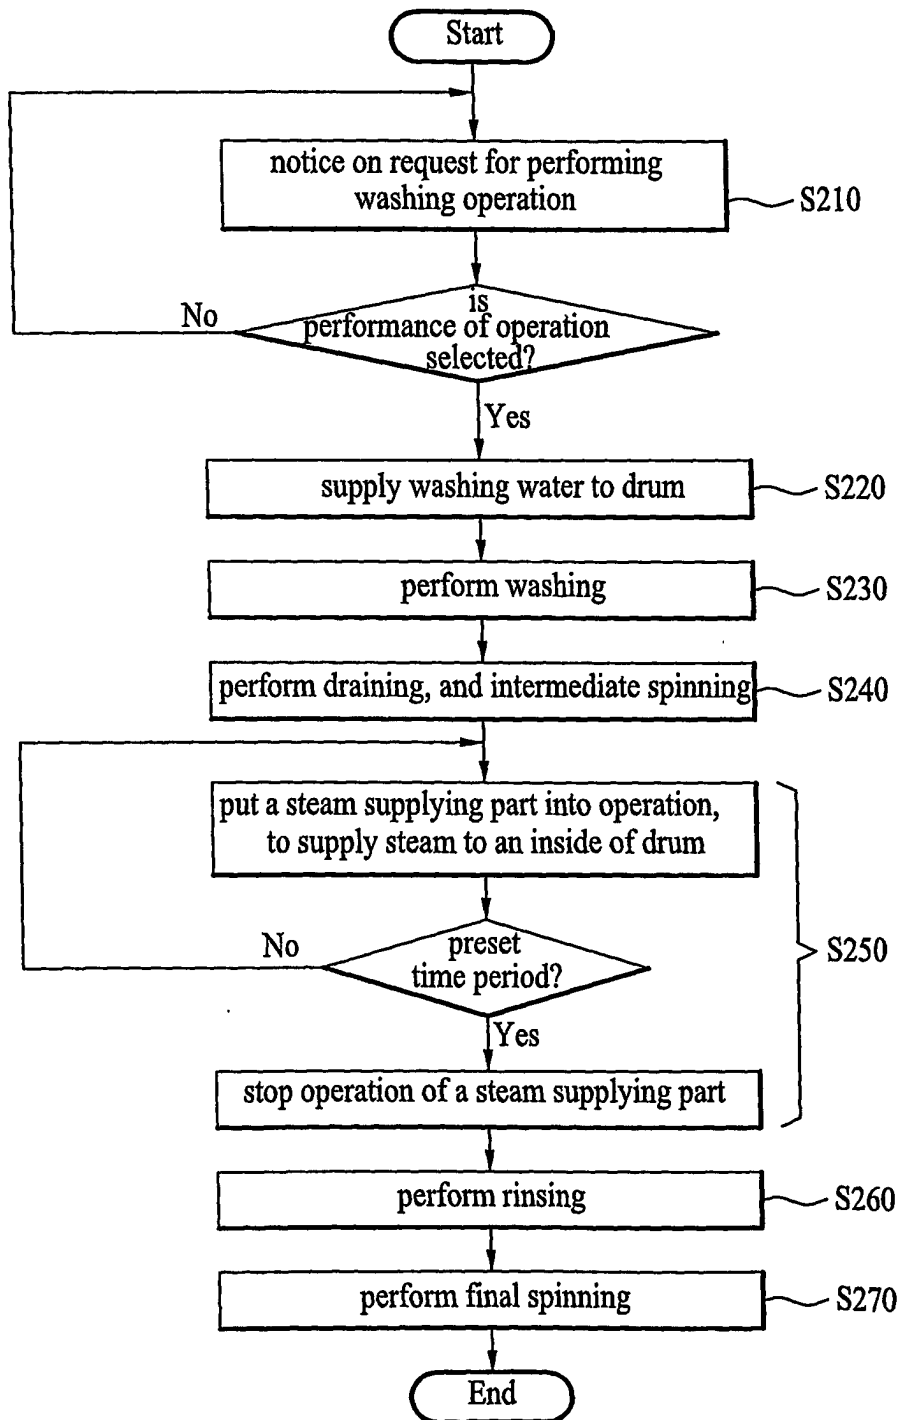 Start
notice on request for performing
washing operation
S210
is
performance of operation
selected?
No
Yes
supply washing water to drum
S220
perform washing
S230
perform draining, and intermediate spinning
S240
put a steam supplying part into operation,
to supply steam to an inside of drum
preset
time period?
No
S250
Yes
stop operation of a steam supplying part
perform rinsing
S260
perform final spinning
S270
End